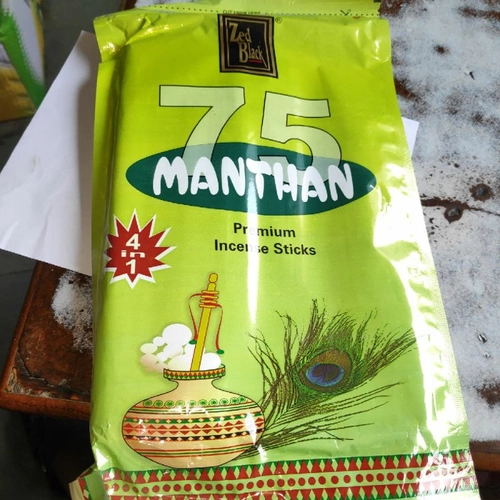 Zed
Black
75
MANTHAN
Premium
Incense Sticks
4
in
1